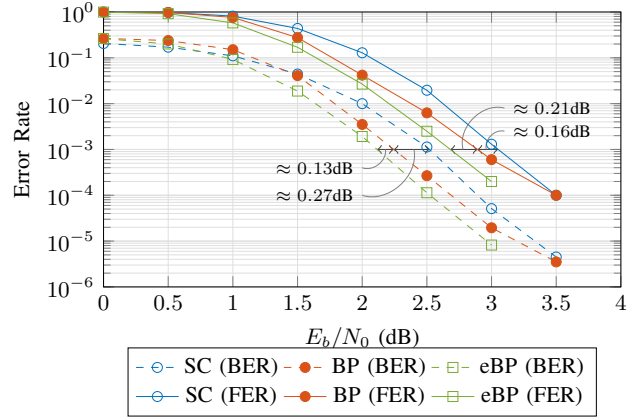 10^0
10^−1
10^−2
10^−3
10^−4
10^−5
10^−6
Error Rate
≈ 0.21dB
≈ 0.16dB
≈ 0.13dB
≈ 0.27dB
0 0.5 1 1.5 2 2.5 3 3.5 4
E_b/N_0 (dB)
SC (BER) BP (BER) eBP (BER)
SC (FER) BP (FER) eBP (FER)